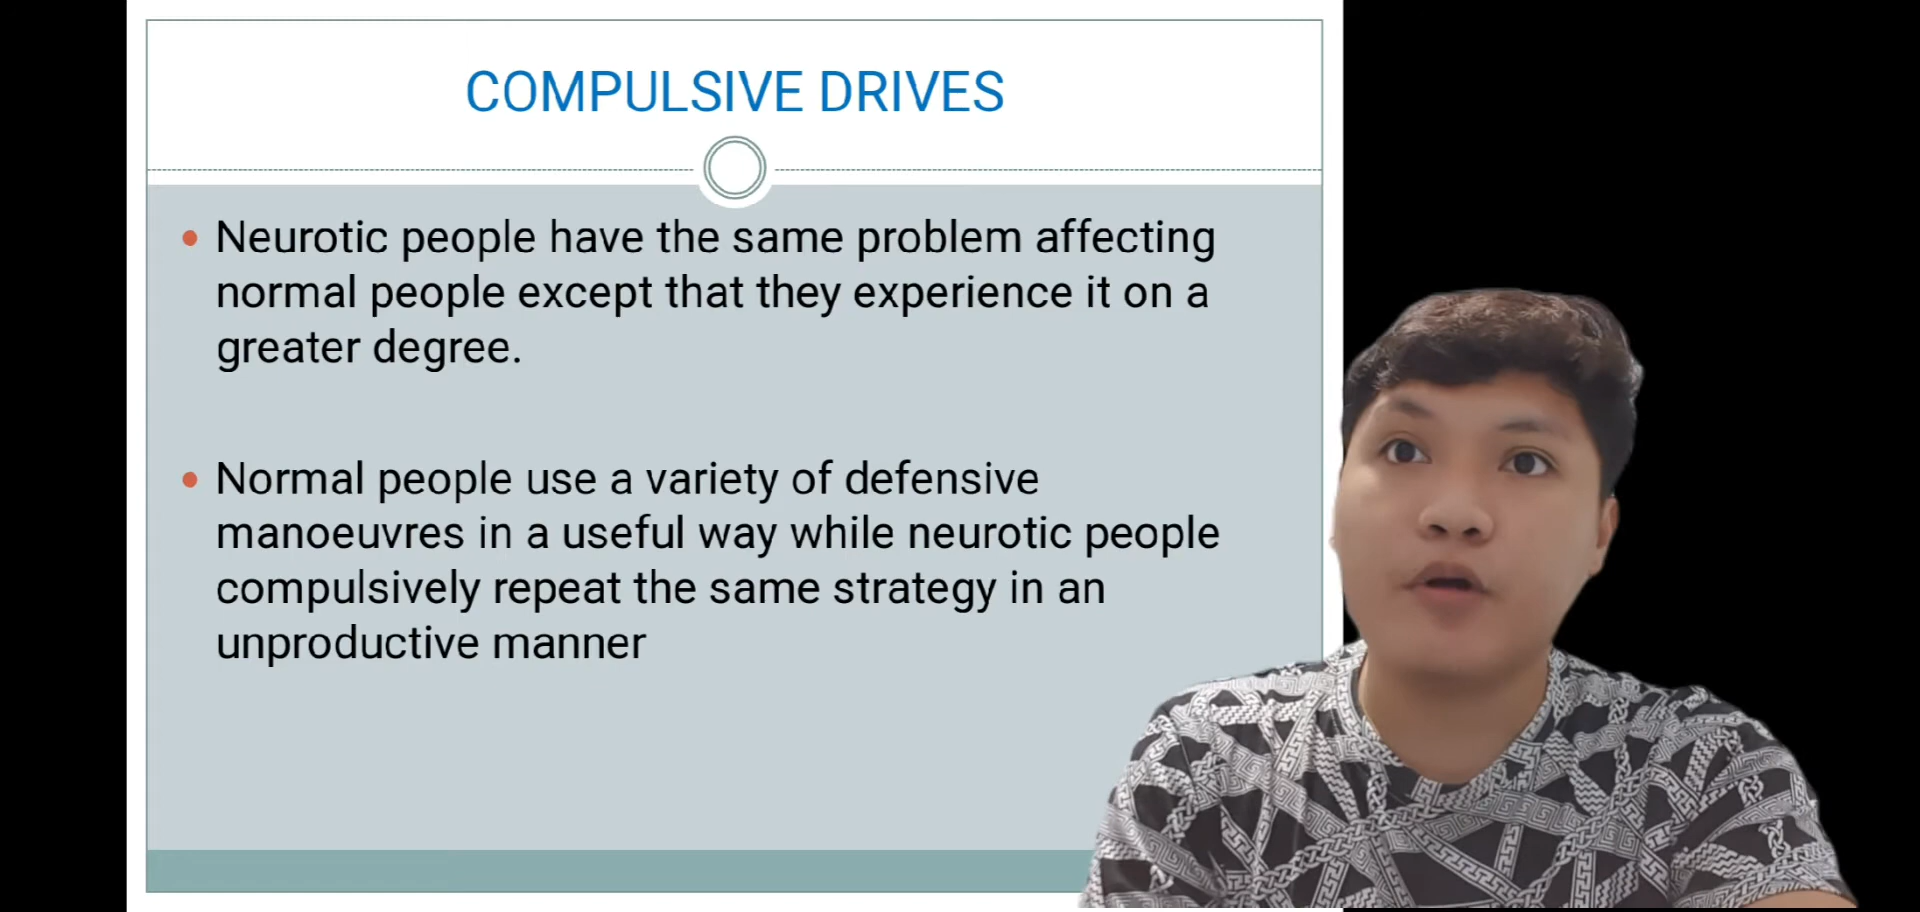 COMPULSIVE DRIVES
Neurotic people have the same problem affecting
normal people except that they experience it on a
greater degree.
Normal people use a variety of defensive
manoeuvres in a useful way while neurotic people
compulsively repeat the same strategy in an
unproductive manner